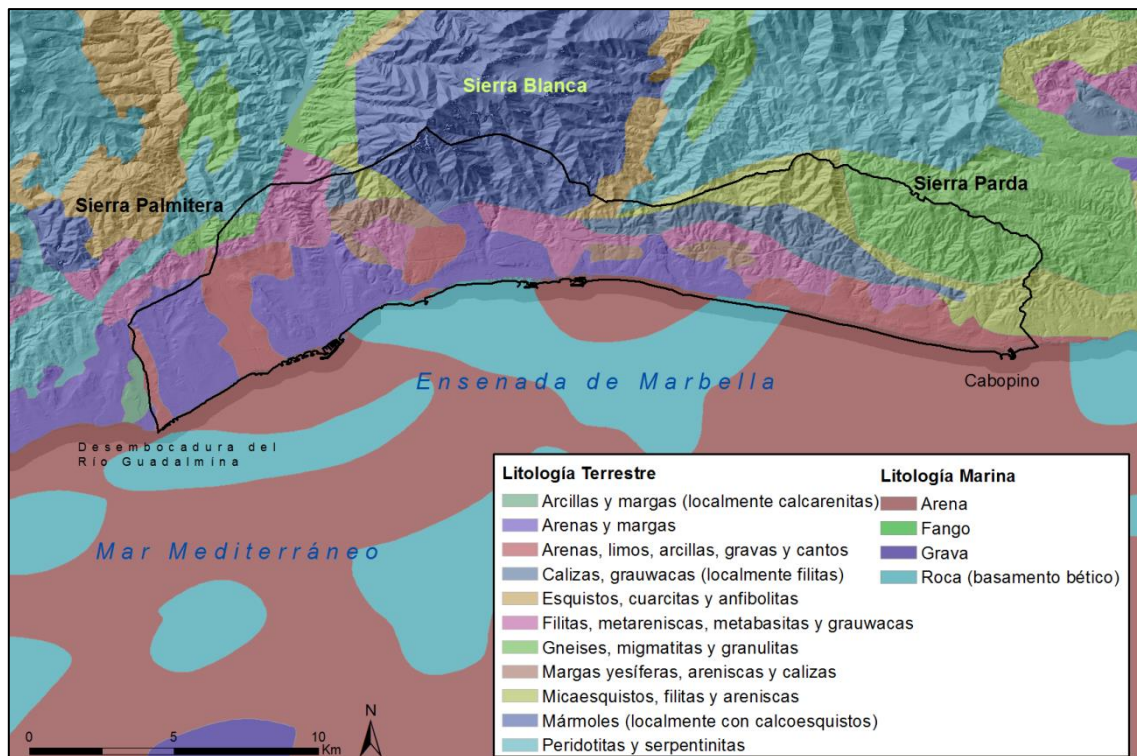 Sierra Blanca
Sierra Palmitera
Sierra Parda
Ensenada de Marbella
Cabopino
Desembocadura del
Río Guadalmina
Mar Mediterráneo
Litología Terrestre
Arcillas y margas (localmente calcarenitas)
Arenas y margas
Arenas, limos, arcillas, gravas y cantos
Calizas, grauwacas (localmente filitas)
Esquistos, cuarcitas y anfibolitas
Filitas, metareniscas, metabasitas y grauwacas
Gneises, migmatitas y granulitas
Margas yesíferas, areniscas y calizas
Micaesquistos, filitas y areniscas
Mármoles (localmente con calcoesquistos)
Peridotitas y serpentinitas
Litología Marina
Arena
Fango
Grava
Roca (basamento bético)
0 5 10
Km
N